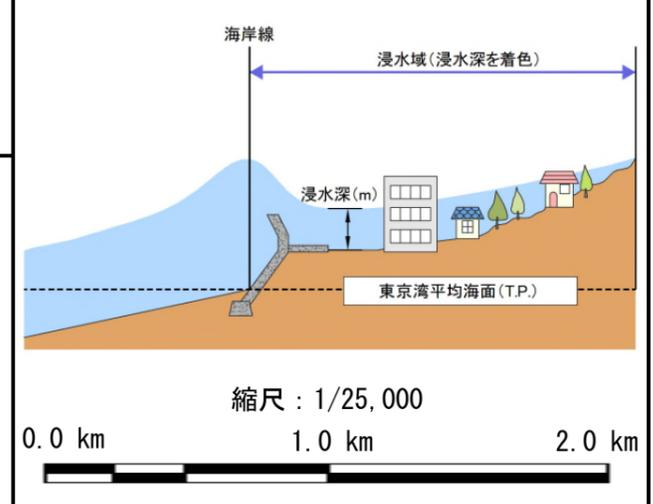 海岸線
浸水域（浸水深を着色）
浸水深（m）
東京湾平均海面（T.P.）
縮尺：1/25,000
0.0 km 1.0 km 2.0 km